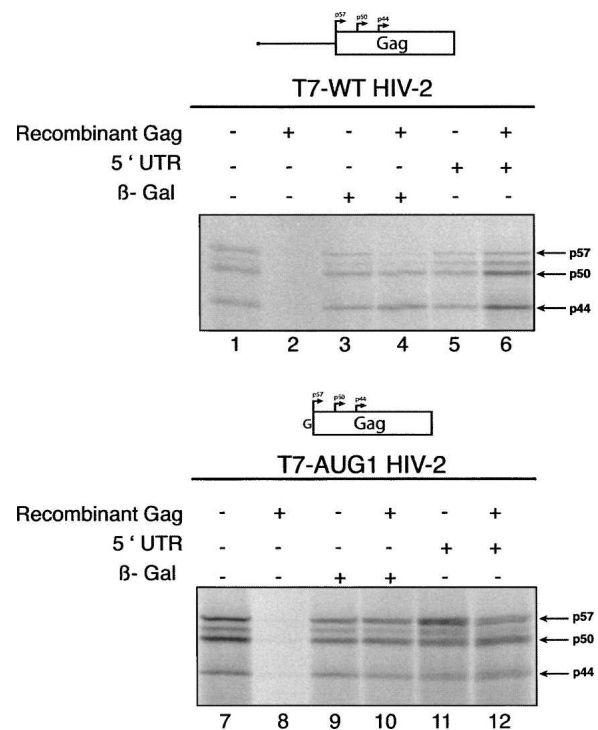 p57 p50 p44
Gag
T7-WT HIV-2
Recombinant Gag - + - + - +
5 ' UTR - - - - + +
ß- Gal - - + + - -
p57
p50
p44
1 2 3 4 5 6
p57 p50 p44
G Gag
T7-AUG1 HIV-2
Recombinant Gag - + - + - +
5 ' UTR - - - - + +
ß- Gal - - + + - -
p57
p50
p44
7 8 9 10 11 12